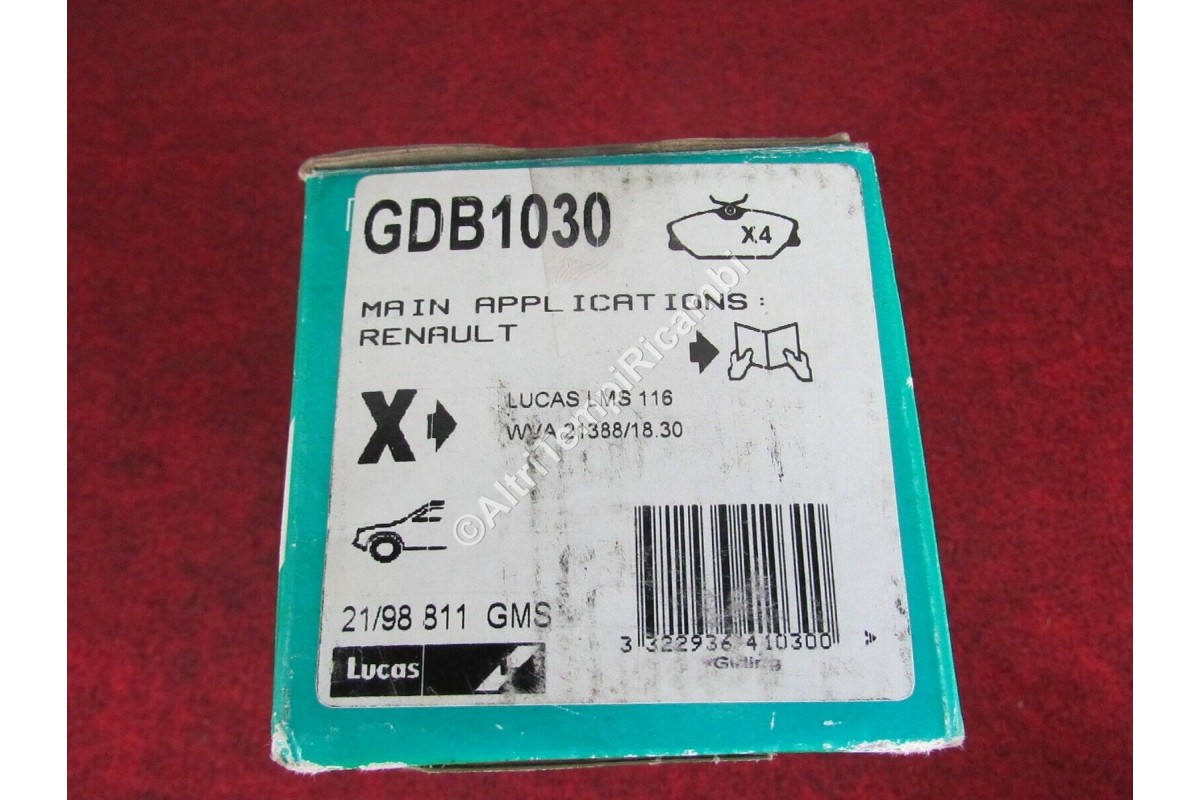 GDB1030
X4
MAIN APPLICATIONS:
RENAULT
X
LUCAS LMS 116
WVA 21388/18.30
©AltriTempiRicambi
21/98 811 GMS
3 322936 410300 >
Lucas
Girling